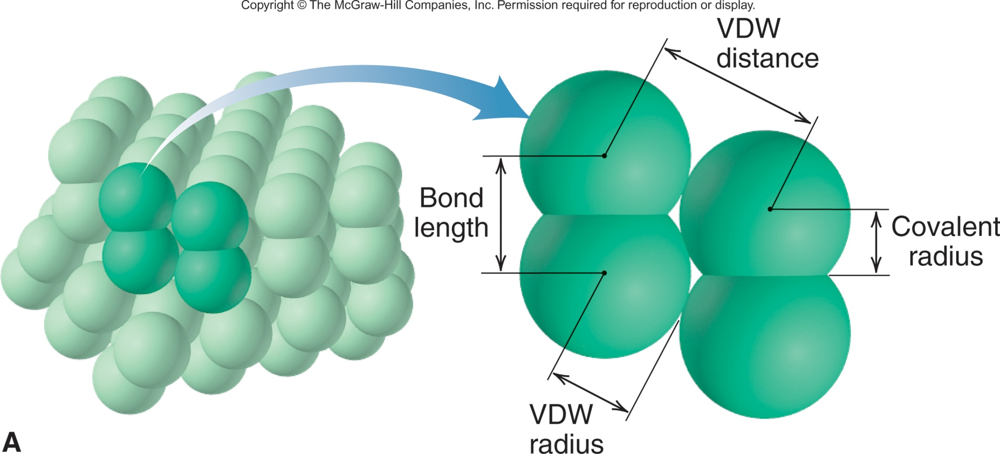 Copyright © The McGraw-Hill Companies, Inc. Permission required for reproduction or display.
VDW
distance
Bond
length
Covalent
radius
VDW
radius
A